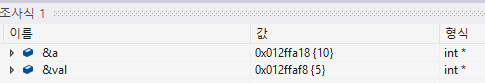 조사식 1
이름 값 형식
&a 0x012ffa18 {10} int *
&val 0x012ffaf8 {5} int *